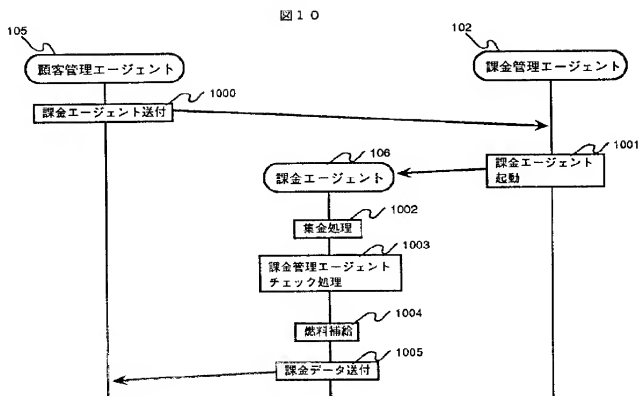 図10
105
顧客管理エージェント
102
課金管理エージェント
1000
課金エージェント送付
1001
課金エージェント
起動
106
課金エージェント
1002
集金処理
1003
課金管理エージェント
チェック処理
1004
燃料補給
1005
課金データ送付